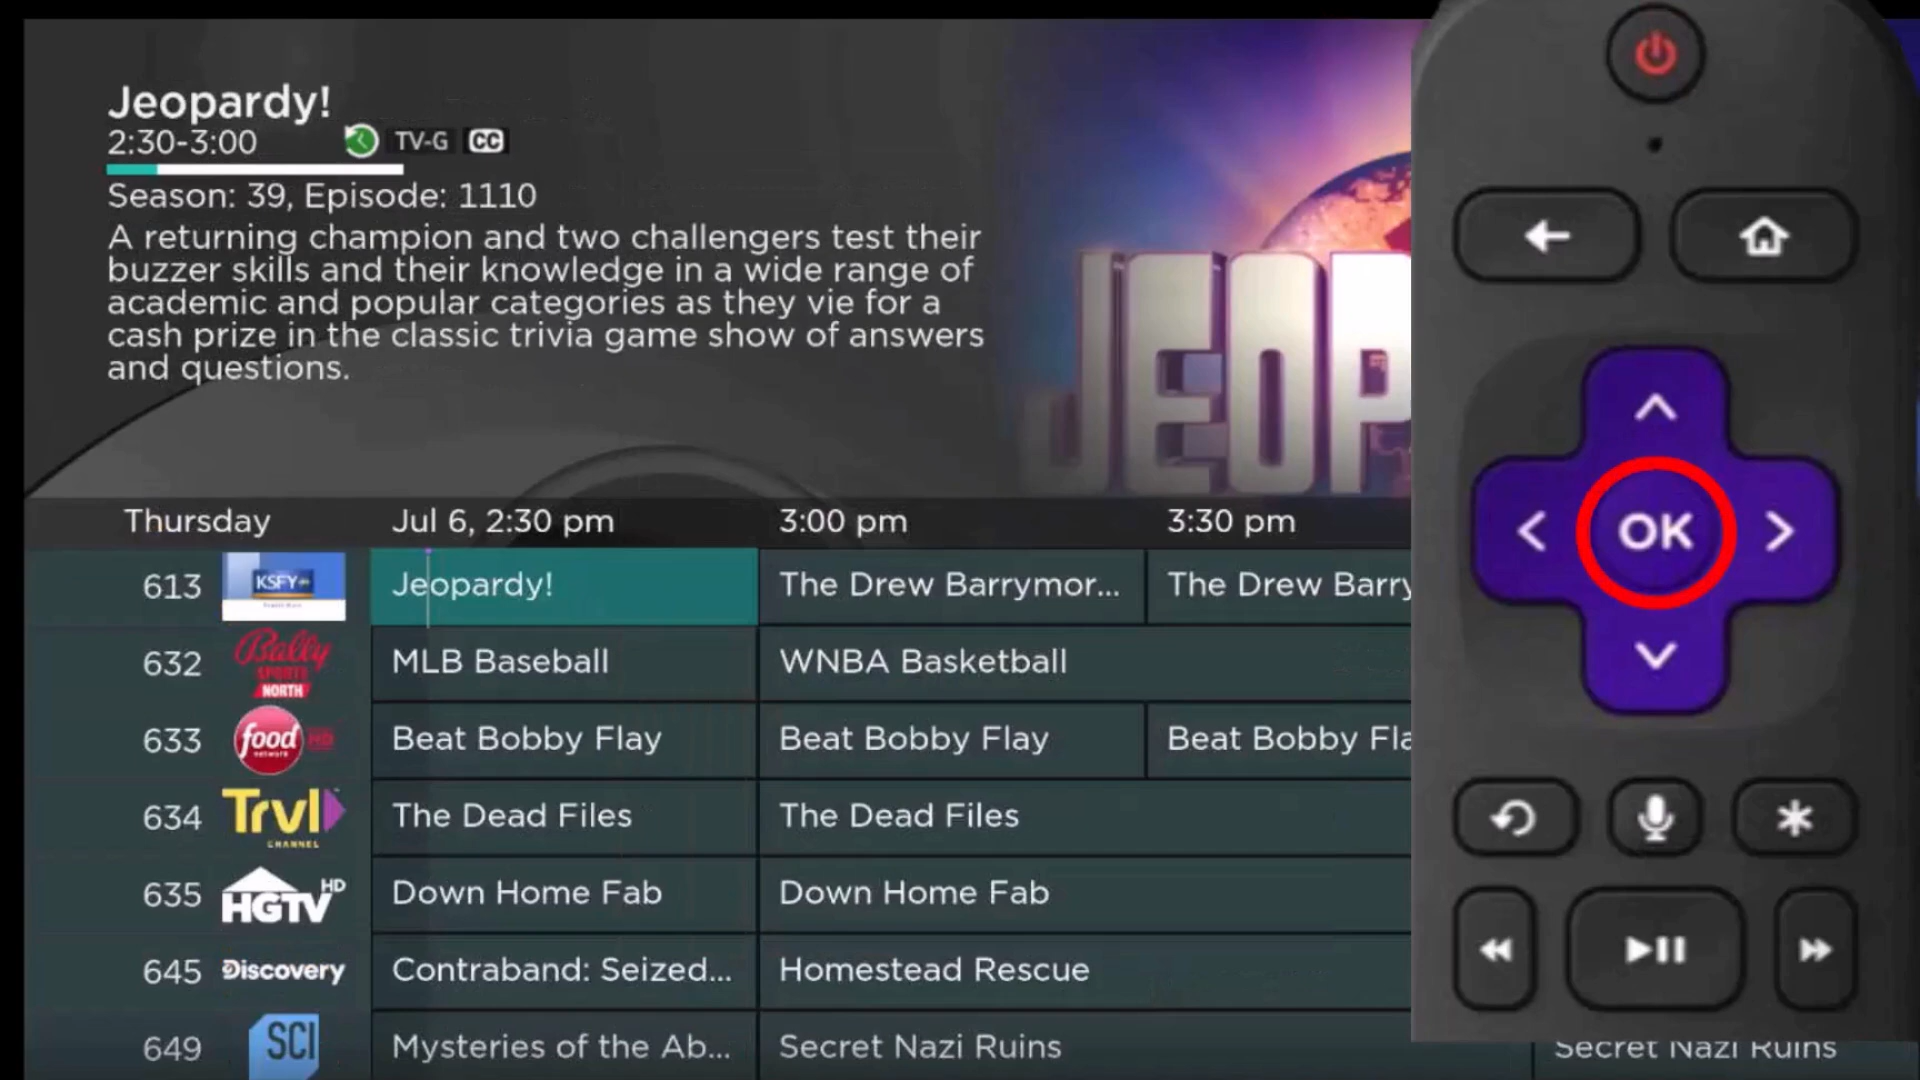 Jeopardy!
2:30-3:00 TV-G CC
Season: 39, Episode: 1110
A returning champion and two challengers test their
buzzer skills and their knowledge in a wide range of
academic and popular categories as they vie for a
cash prize in the classic trivia game show of answers
and questions.
JEOP
Thursday Jul 6, 2:30 pm 3:00 pm 3:30 pm
613 KSFY Jeopardy! The Drew Barrymor... The Drew Barry
632 Bally SPORTS NORTH MLB Baseball WNBA Basketball
633 food network HD Beat Bobby Flay Beat Bobby Flay Beat Bobby Fla
634 Trvl CHANNEL The Dead Files The Dead Files
635 HGTV HD Down Home Fab Down Home Fab
645 Discovery Contraband: Seized... Homestead Rescue
649 SCI Mysteries of the Ab... Secret Nazi Ruins Secret Nazi Ruins
OK